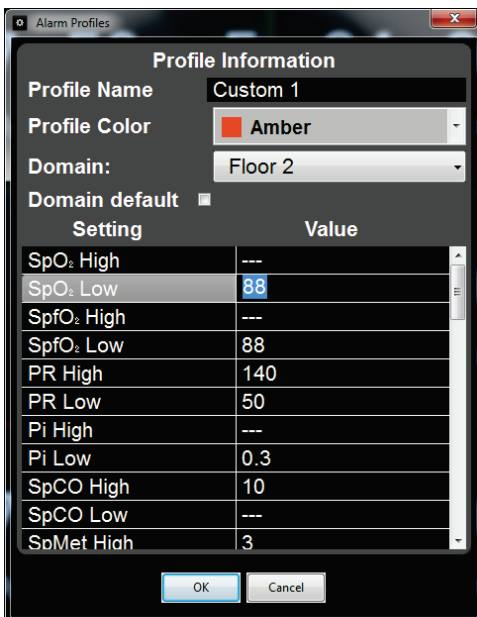 Alarm Profiles
Profile Information
Profile Name Custom 1
Profile Color Amber
Domain: Floor 2
Domain default
Setting Value
SpO₂ High ---
SpO₂ Low 88
SpfO₂ High ---
SpfO₂ Low 88
PR High 140
PR Low 50
Pi High ---
Pi Low 0.3
SpCO High 10
SpCO Low ---
SpMet High 3
OK Cancel